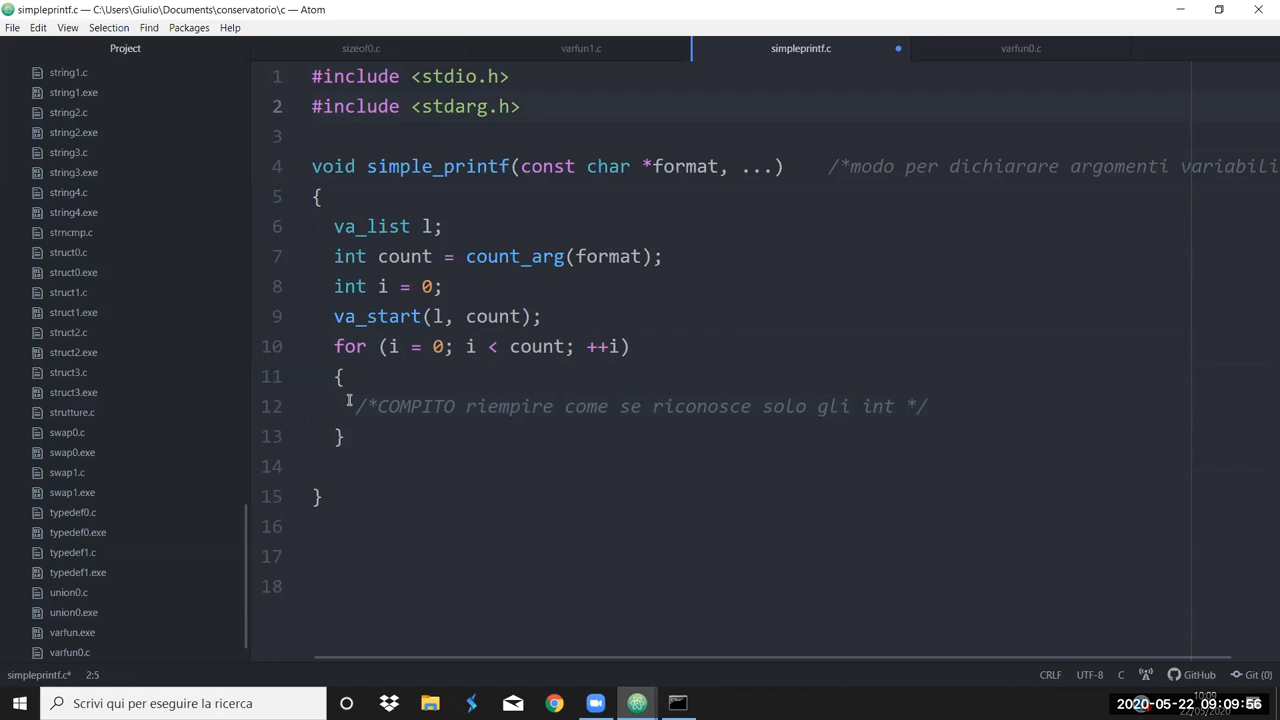 simpleprintf.c — C:\Users\Giulio\Documents\conservatorio\c — Atom
File Edit View Selection Find Packages Help
Project
sizeof0.c varfun1.c simpleprintf.c varfun0.c
string1.c
string1.exe
string2.c
string2.exe
string3.c
string3.exe
string4.c
string4.exe
strncmp.c
struct0.c
struct0.exe
struct1.c
struct1.exe
struct2.c
struct2.exe
struct3.c
struct3.exe
strutture.c
swap0.c
swap0.exe
swap1.c
swap1.exe
typedef0.c
typedef0.exe
typedef1.c
typedef1.exe
union0.c
union0.exe
varfun.exe
varfun0.c
1 #include <stdio.h>
2 #include <stdarg.h>
3
4 void simple_printf(const char *format, ...) /*modo per dichiarare argomenti variabili
5 {
6 va_list l;
7 int count = count_arg(format);
8 int i = 0;
9 va_start(l, count);
10 for (i = 0; i < count; ++i)
11 {
12 /*COMPITO riempire come se riconosce solo gli int */
13 }
14
15 }
16
17
18
simpleprintf.c* 2:5 CRLF UTF-8 C GitHub Git (0)
Scrivi qui per eseguire la ricerca
2020-05-22 09:09:56